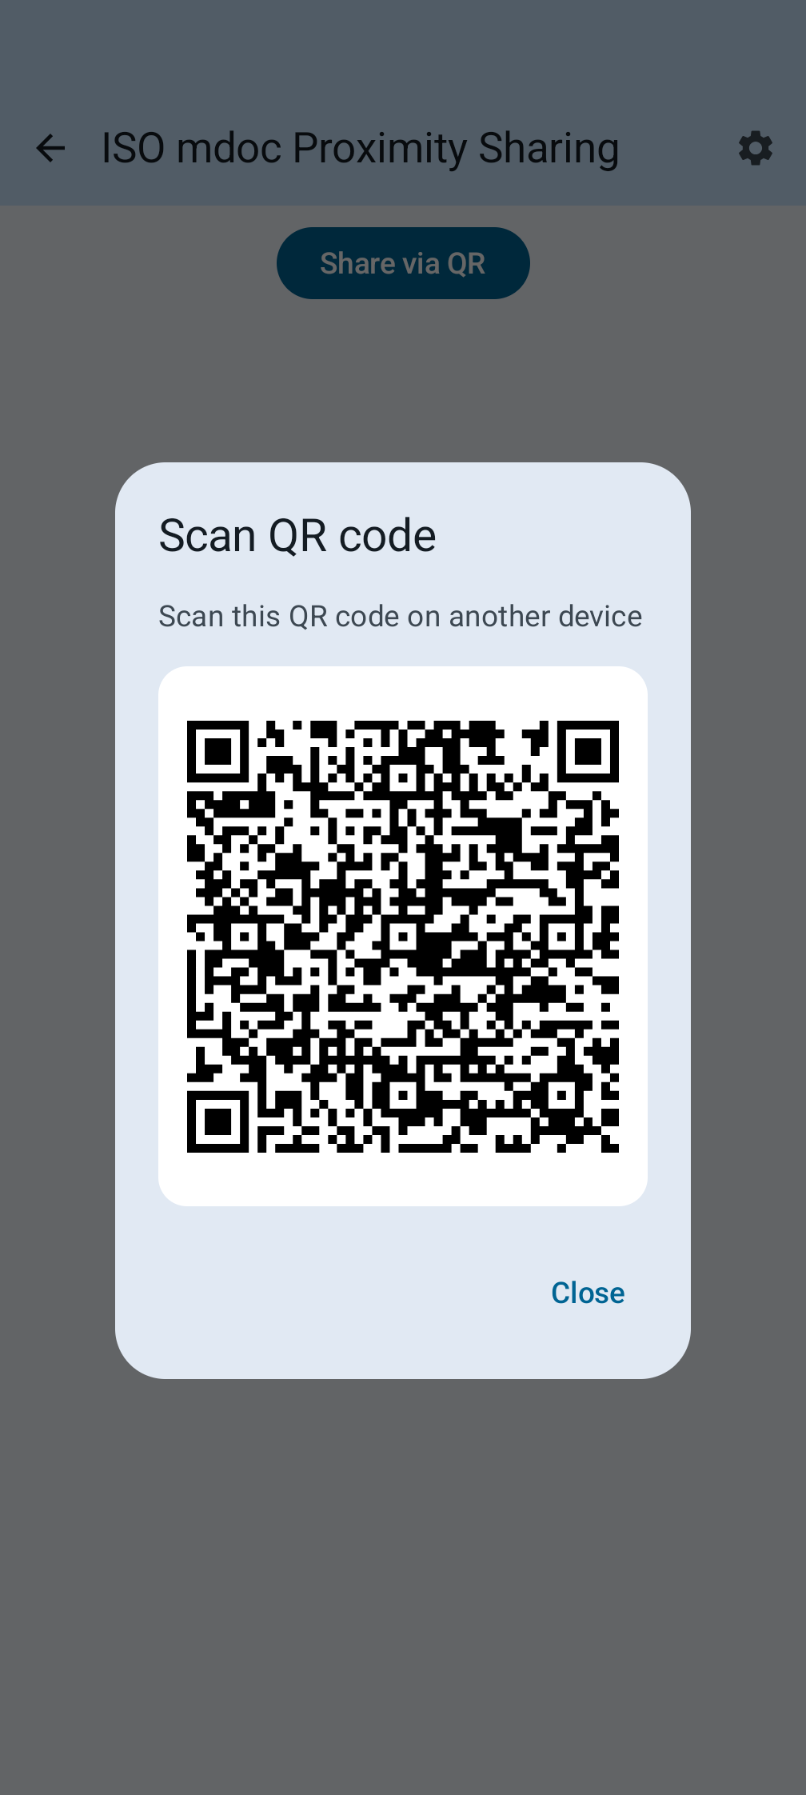 ISO mdoc Proximity Sharing
Share via QR
Scan QR code
Scan this QR code on another device
Close